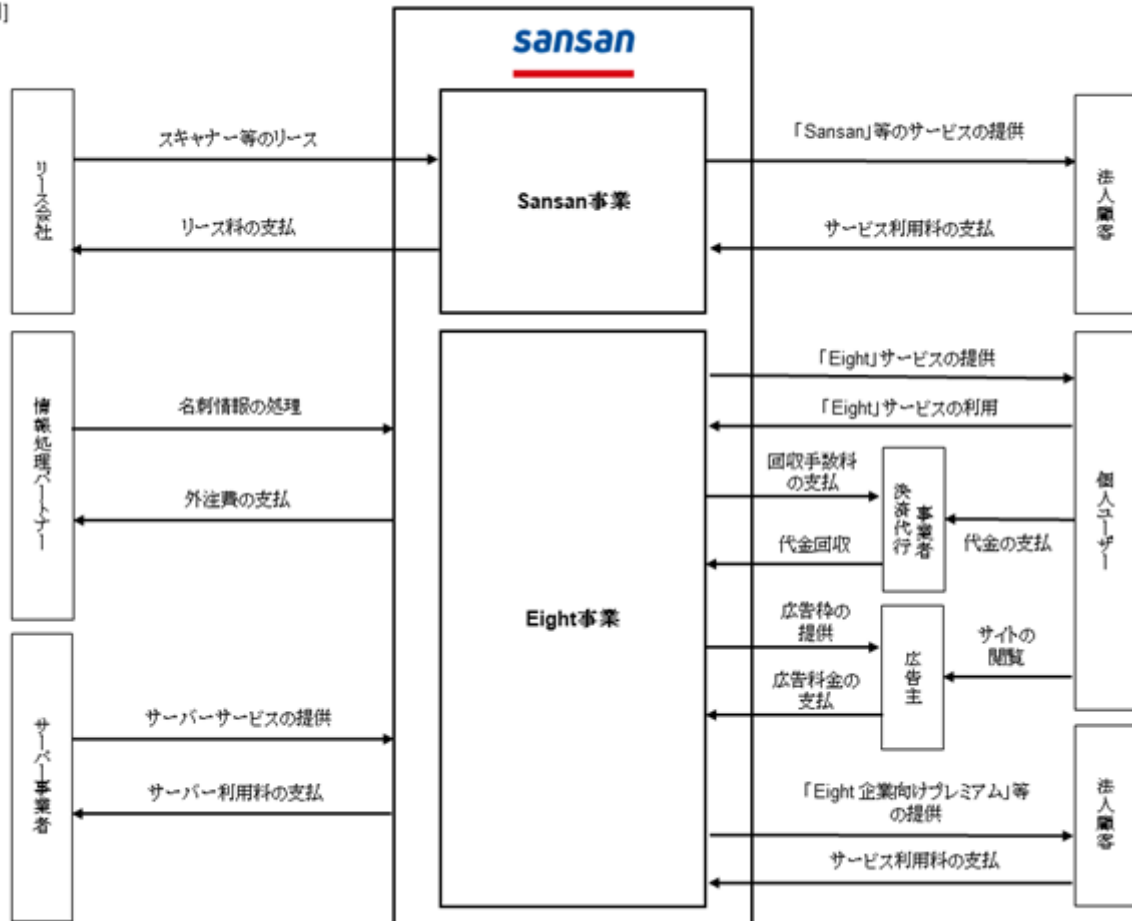 sansan
リース会社
スキャナー等のリース
リース料の支払
Sansan事業
「Sansan」等のサービスの提供
サービス利用料の支払
法人顧客
情報処理パートナー
名刺情報の処理
外注費の支払
サーバー事業者
サーバーサービスの提供
サーバー利用料の支払
Eight事業
「Eight」サービスの提供
「Eight」サービスの利用
回収手数料
の支払
代金回収
決済代行
事業者
代金の支払
個人ユーザー
広告枠の
提供
広告料金の
支払
広告主
サイトの
閲覧
「Eight 企業向けプレミアム」等
の提供
サービス利用料の支払
法人顧客